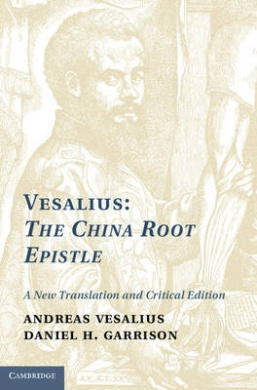 VESALIUS:
THE CHINA ROOT
EPISTLE
A New Translation and Critical Edition
ANDREAS VESALIUS
DANIEL H. GARRISON
CAMBRIDGE